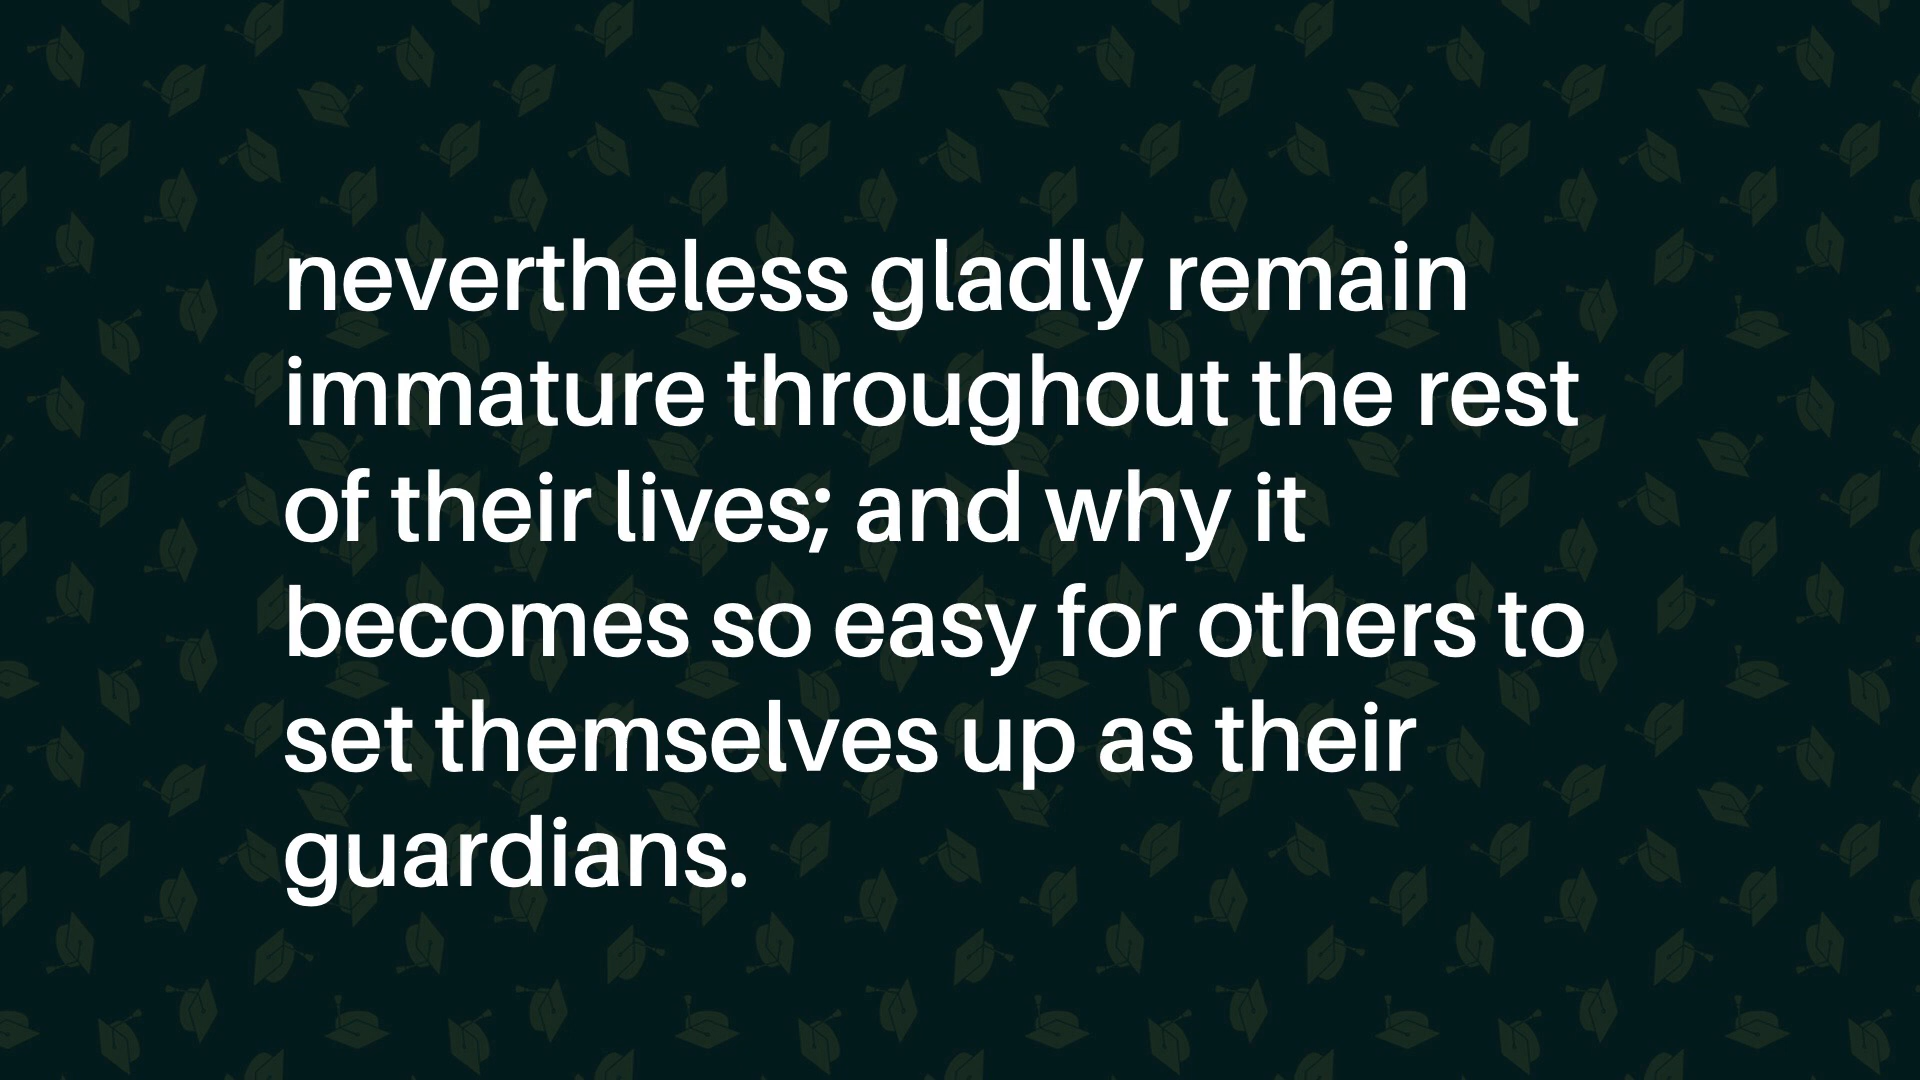 nevertheless gladly remain
immature throughout the rest
of their lives; and why it
becomes so easy for others to
set themselves up as their
guardians.